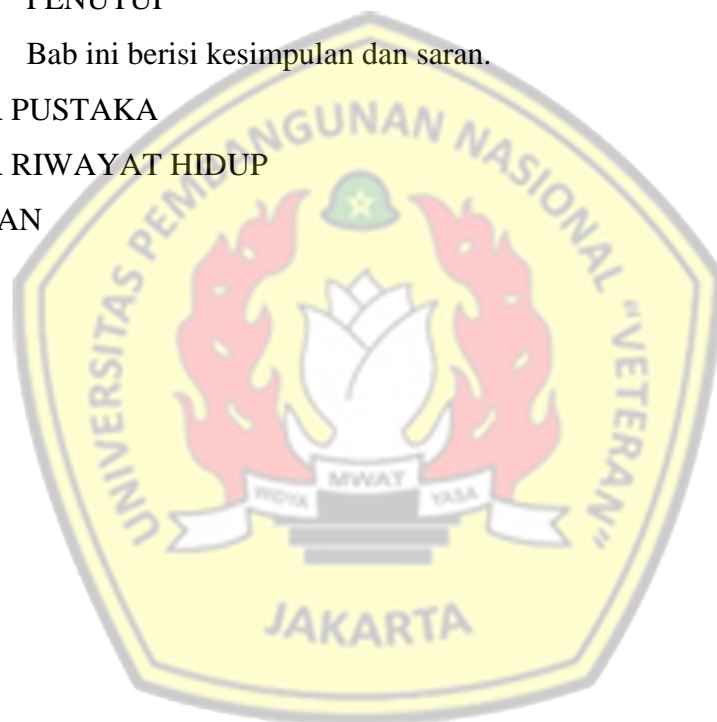 PENUTUP
Bab ini berisi kesimpulan dan saran.
PUSTAKA
RIWAYAT HIDUP
AN
UNIVERSITAS PEMBANGUNAN NASIONAL "VETERAN"
WIDYA MWAT YASA
JAKARTA